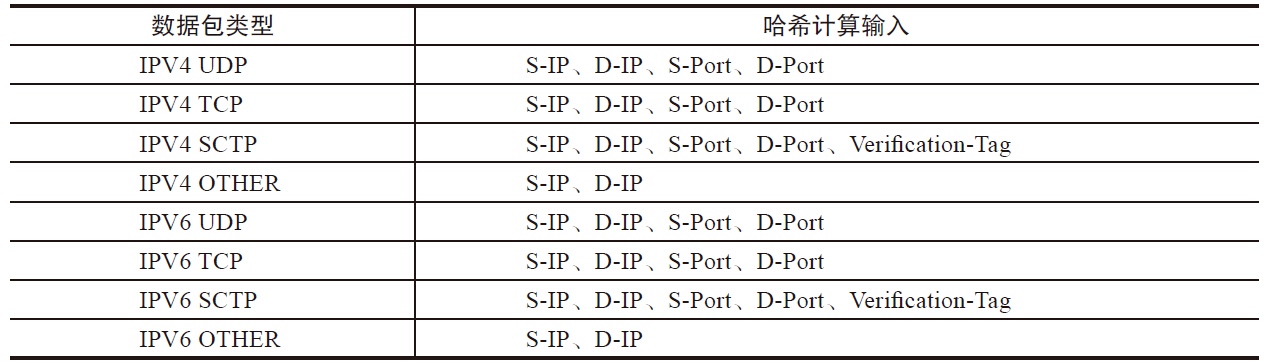 数据包类型 哈希计算输入
IPV4 UDP S-IP、D-IP、S-Port、D-Port
IPV4 TCP S-IP、D-IP、S-Port、D-Port
IPV4 SCTP S-IP、D-IP、S-Port、D-Port、Verification-Tag
IPV4 OTHER S-IP、D-IP
IPV6 UDP S-IP、D-IP、S-Port、D-Port
IPV6 TCP S-IP、D-IP、S-Port、D-Port
IPV6 SCTP S-IP、D-IP、S-Port、D-Port、Verification-Tag
IPV6 OTHER S-IP、D-IP